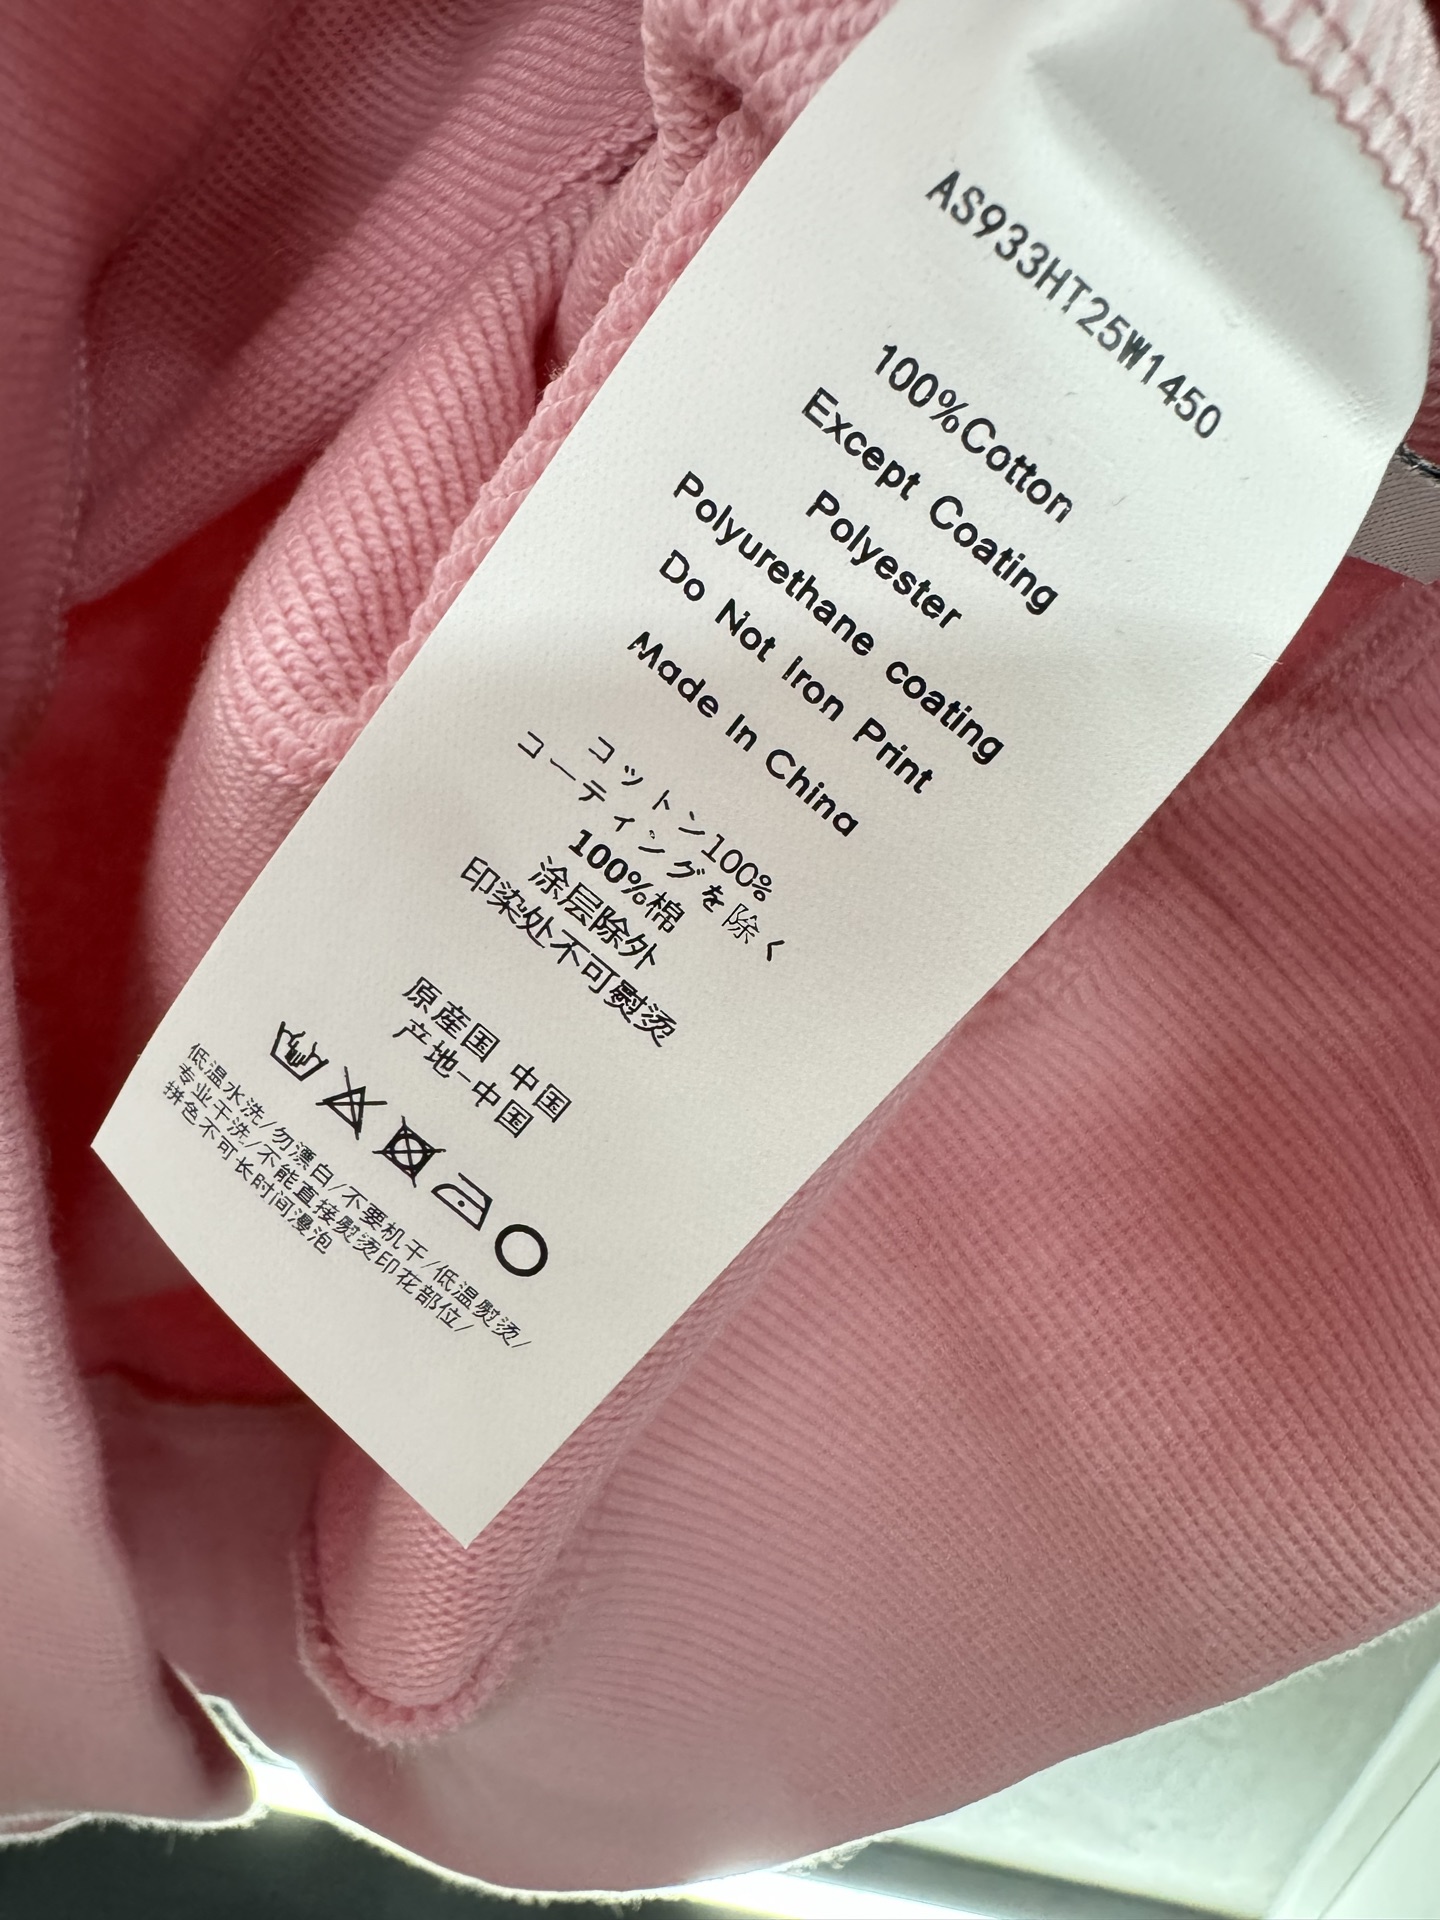 AS933HT25W1450
100%Cotton
Except Coating
Polyester
Polyurethane coating
Do Not Iron Print
Made In China
コットン100%
コーティングを除く
100%棉
涂层除外
印染处不可熨烫
原産国 中国
产地-中国
低温水洗/勿漂白/不要机干/低温熨烫/
专业干洗/不能直接熨烫印花部位/
拼色不可长时间浸泡